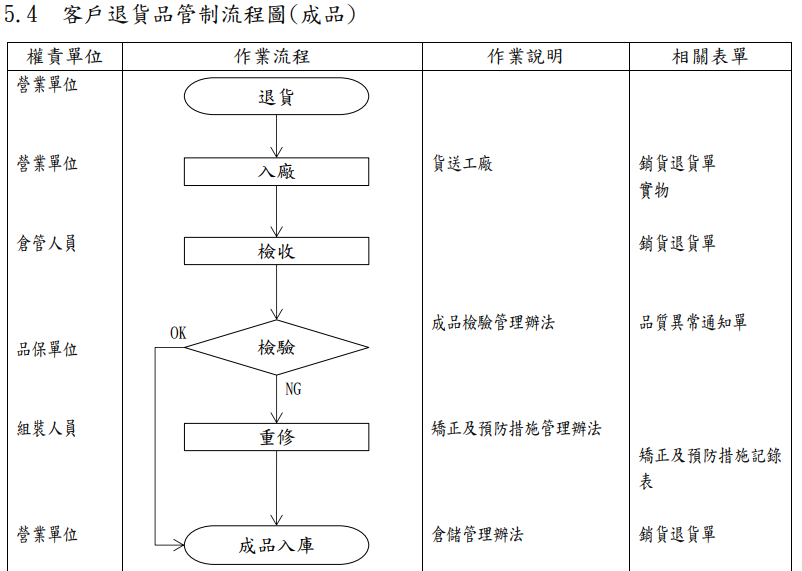 5.4 客戶退貨品管制流程圖(成品)
權責單位 作業流程 作業說明 相關表單
營業單位 退貨
營業單位 入廠 貨送工廠 銷貨退貨單
實物
倉管人員 檢收 銷貨退貨單
OK 成品檢驗管理辦法 品質異常通知單
品保單位 檢驗
NG
組裝人員 重修 矯正及預防措施管理辦法
矯正及預防措施記錄
表
營業單位 成品入庫 倉儲管理辦法 銷貨退貨單